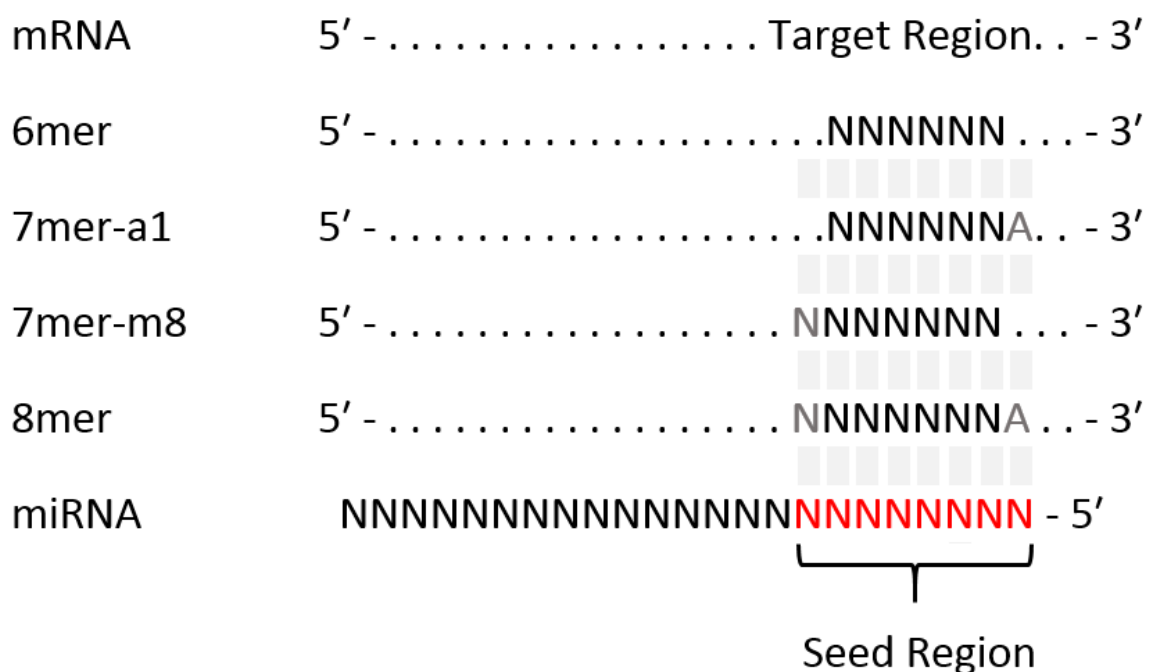 mRNA 5′ - . . . . . . . . . . . . . . . . . . Target Region. . - 3′
6mer 5′ - . . . . . . . . . . . . . . . . . . . . .NNNNNN . . . - 3′
7mer-a1 5′ - . . . . . . . . . . . . . . . . . . . . .NNNNNNA. . - 3′
7mer-m8 5′ - . . . . . . . . . . . . . . . . . . . NNNNNNN . . . - 3′
8mer 5′ - . . . . . . . . . . . . . . . . . . . NNNNNNNA . . - 3′
miRNA NNNNNNNNNNNNNNNNNNNNNNN - 5′
Seed Region